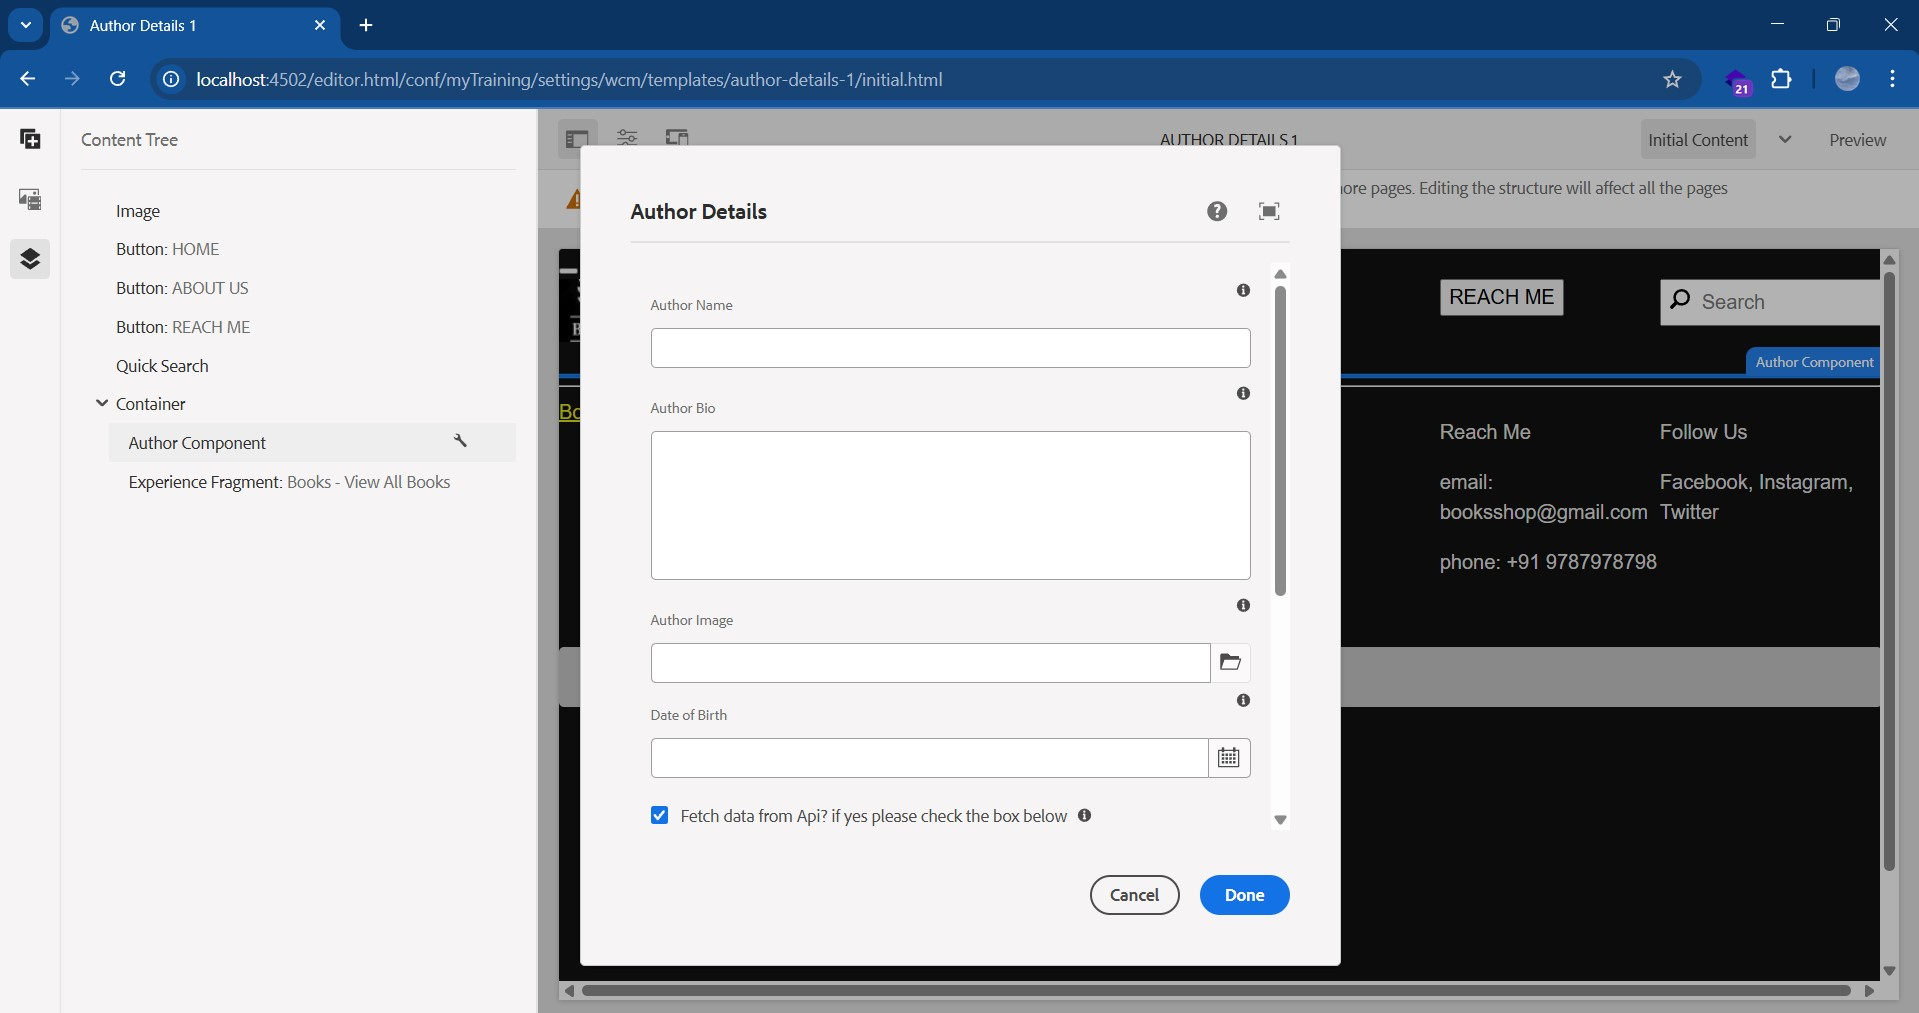 Author Details 1
localhost:4502/editor.html/conf/myTraining/settings/wcm/templates/author-details-1/initial.html
21
Content Tree
Image
Button: HOME
Button: ABOUT US
Button: REACH ME
Quick Search
Container
Author Component
Experience Fragment: Books - View All Books
AUTHOR DETAILS 1
Initial Content
Preview
pages. Editing the structure will affect all the pages
Author Details
Author Name
Author Bio
Author Image
Date of Birth
Fetch data from Api? if yes please check the box below
Cancel
Done
REACH ME
Search
Author Component
Reach Me
email:
booksshop@gmail.com
phone: +91 9787978798
Follow Us
Facebook, Instagram,
Twitter